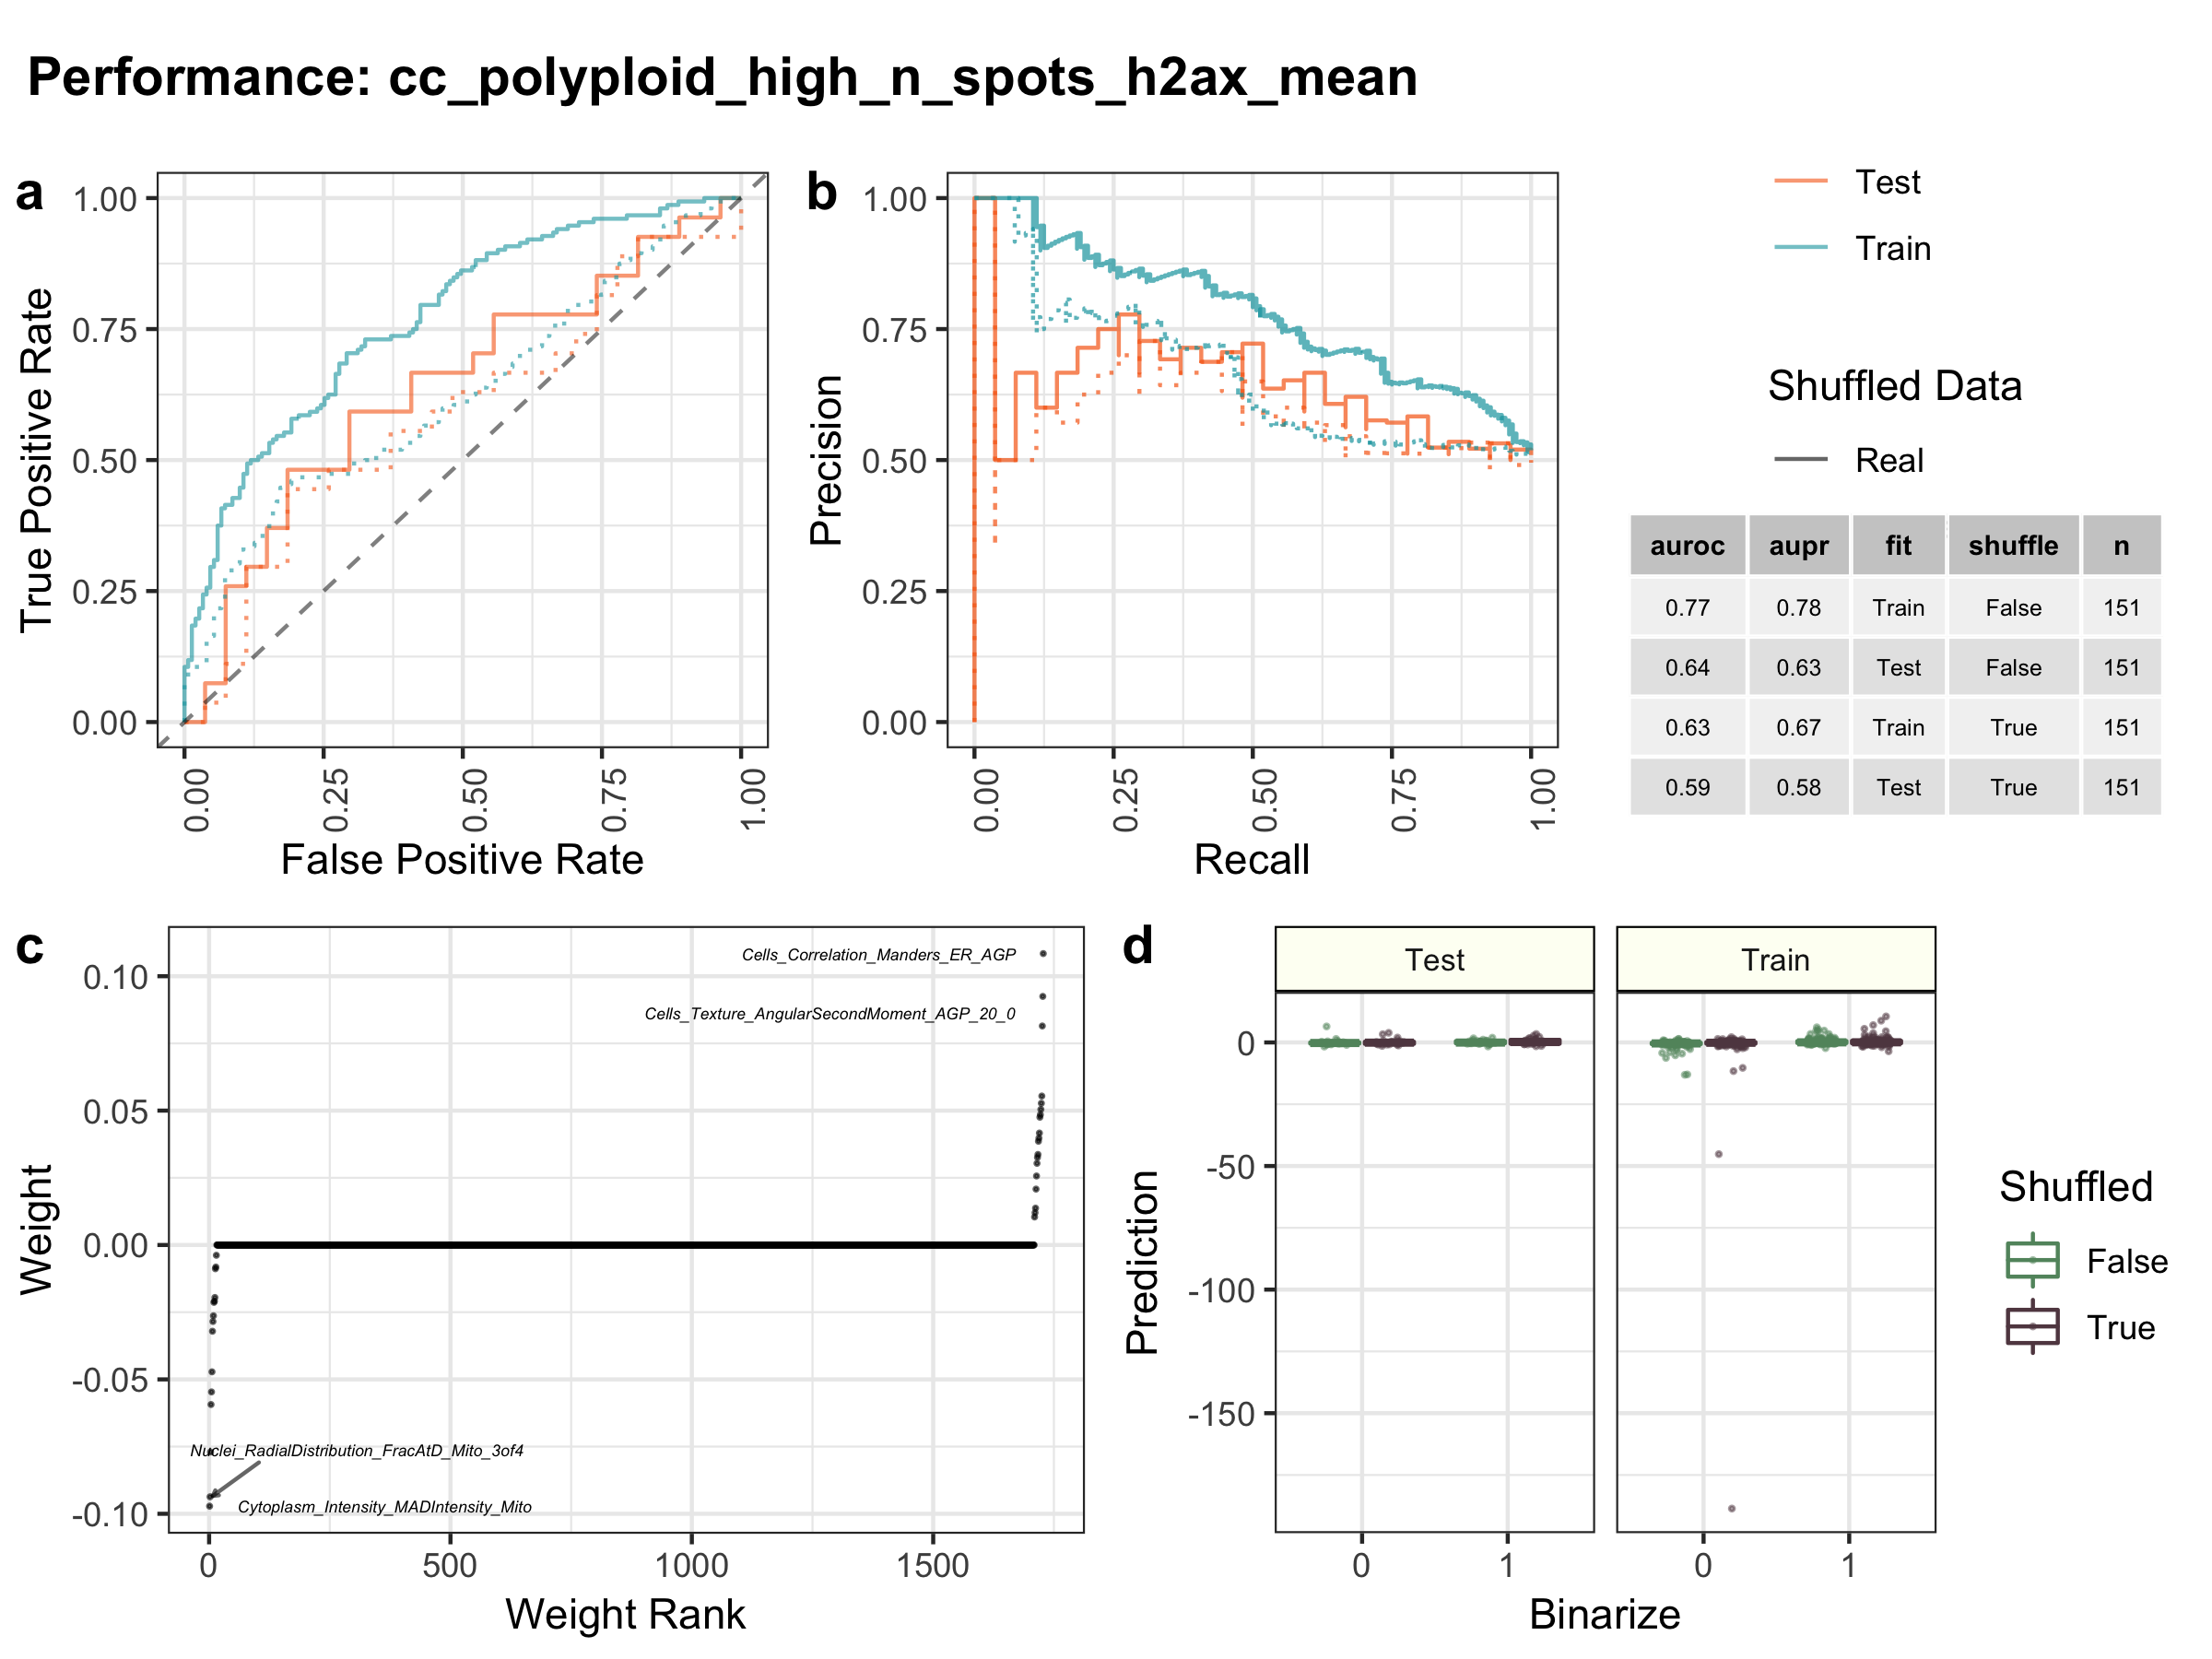 Performance: cc_polyploid_high_n_spots_h2ax_mean
a
1.00
0.75
0.50
0.25
0.00
True Positive Rate
0.00
0.25
0.50
0.75
1.00
False Positive Rate
b
1.00
0.75
0.50
0.25
0.00
Precision
0.00
0.25
0.50
0.75
1.00
Recall
Test
Train
Shuffled Data
Real
auroc aupr fit shuffle n
0.77 0.78 Train False 151
0.64 0.63 Test False 151
0.63 0.67 Train True 151
0.59 0.58 Test True 151
c
0.10
0.05
0.00
-0.05
-0.10
Weight
Cells_Correlation_Manders_ER_AGP
Cells_Texture_AngularSecondMoment_AGP_20_0
Nuclei_RadialDistribution_FracAtD_Mito_3of4
Cytoplasm_Intensity_MADIntensity_Mito
0
500
1000
1500
Weight Rank
d
Test
Train
0
-50
-100
-150
Prediction
0
1
0
1
Binarize
Shuffled
False
True